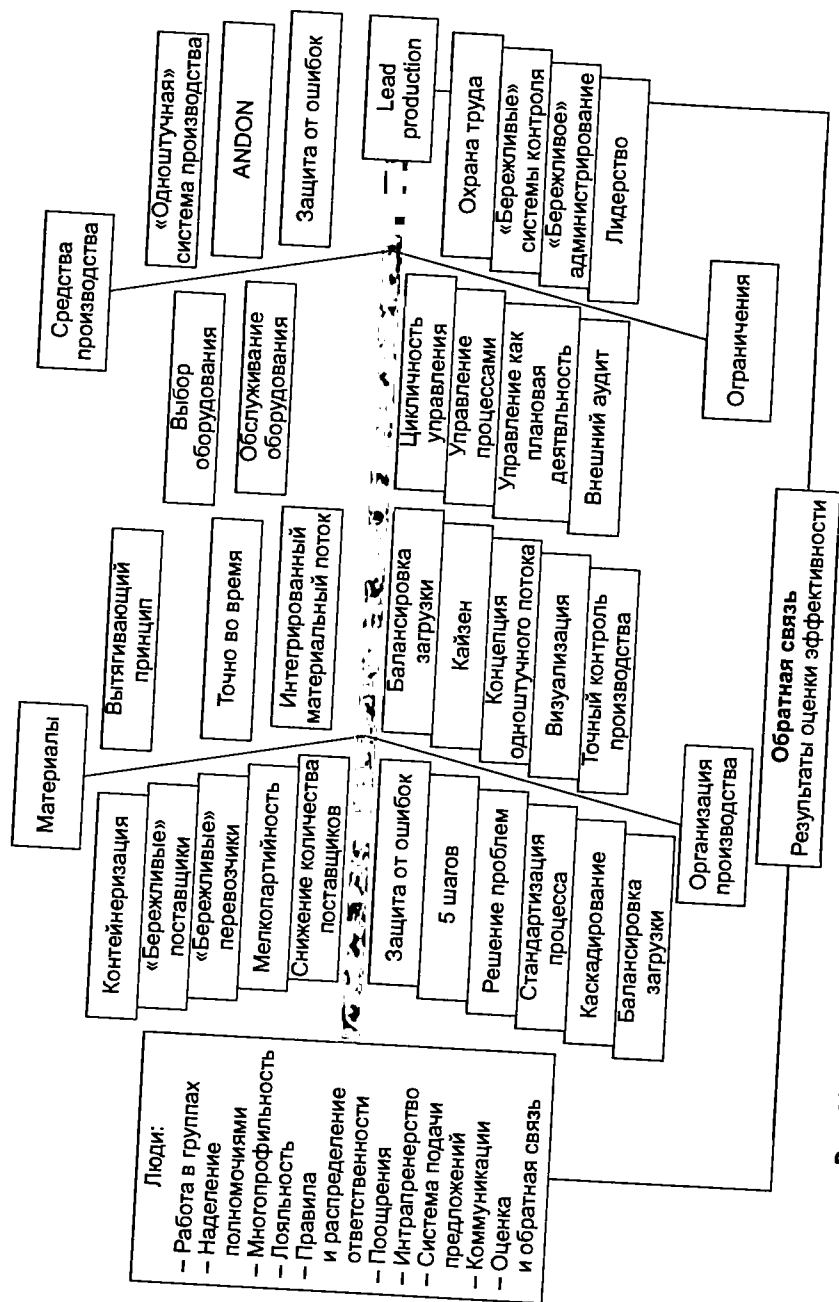 Материалы
Средства
производства
Контейнеризация
«Бережливые»
поставщики
«Бережливые»
перевозчики
Мелкопартийность
Снижение количества
поставщиков
Вытягивающий
принцип
Точно во время
Интегрированный
материальный поток
Выбор
оборудования
Обслуживание
оборудования
«Одноштучная»
система производства
ANDON
Защита от ошибок
Люди:
– Работа в группах
– Наделение
полномочиями
– Многопрофильность
– Лояльность
– Правила
и распределение
ответственности
– Поощрения
– Интрапренерство
– Система подачи
предложений
– Коммуникации
– Оценка
и обратная связь
Lead
production
Защита от ошибок
5 шагов
Решение проблем
Стандартизация
процесса
Каскадирование
Балансировка
загрузки
Балансировка
загрузки
Кайзен
Концепция
одноштучного потока
Визуализация
Точный контроль
производства
Цикличность
управления
Управление
процессами
Управление как
плановая
деятвльность
Внешний аудит
Охрана труда
«Бережливые»
системы контроля
«Бережливое»
администрирование
Лидерство
Организация
производства
Ограничения
Обратная связь
Результаты оценки эффективности